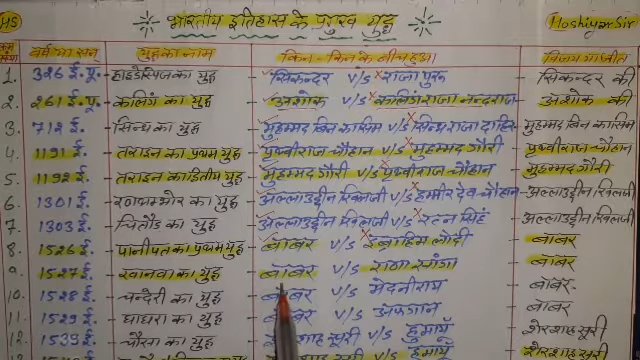 HS
भारतीय इतिहास के प्रमुख युद्ध
Hoshiyar Sir
क्रम संख्या वर्ष या सन् युद्ध का नाम किन-किन के बीच हुआ विजय या जीत
1. 326 ई.पू. - हाइडेस्पिज का युद्ध सिकन्दर v/s राजा पुरु - सिकन्दर की
2. 261 ई.पू. - कलिंग का युद्ध अशोक v/s कलिंग राजा नन्दराज - अशोक की
3. 712 ई. - सिन्ध का युद्ध मुहम्मद बिन कासिम v/s सिन्ध राजा दाहिर - मुहम्मद बिन कासिम
4. 1191 ई. - तराइन का प्रथम युद्ध पृथ्वीराज चौहान v/s मुहम्मद गौरी - पृथ्वीराज चौहान
5. 1192 ई. - तराइन का द्वितीय युद्ध मुहम्मद गौरी v/s पृथ्वीराज चौहान - मुहम्मद गौरी
6. 1301 ई. - रणथम्भोर का युद्ध अल्लाउद्दीन खिलजी v/s हम्मीर देव चौहान - अल्लाउद्दीन खिलजी
7. 1303 ई. - चितौड का युद्ध अल्लाउद्दीन खिलजी v/s रतन सिंह - अल्लाउद्दीन खिलजी
8. 1526 ई. - पानीपत का प्रथम युद्ध बाबर v/s इब्राहिम लोदी - बाबर
9. 1527 ई. - खानवा का युद्ध बाबर v/s राणा सांगा - बाबर
10. 1528 ई. - चन्देरी का युद्ध बाबर v/s मेदनीराय - बाबर
11. 1529 ई. - घाघरा का युद्ध बाबर v/s अफगान - बाबर
12. 1539 ई. - चौसा का युद्ध शेरशाह सूरी v/s हुमायूँ - शेरशाह सूरी
v/s हुमायूँ - शेरशाह सूरी